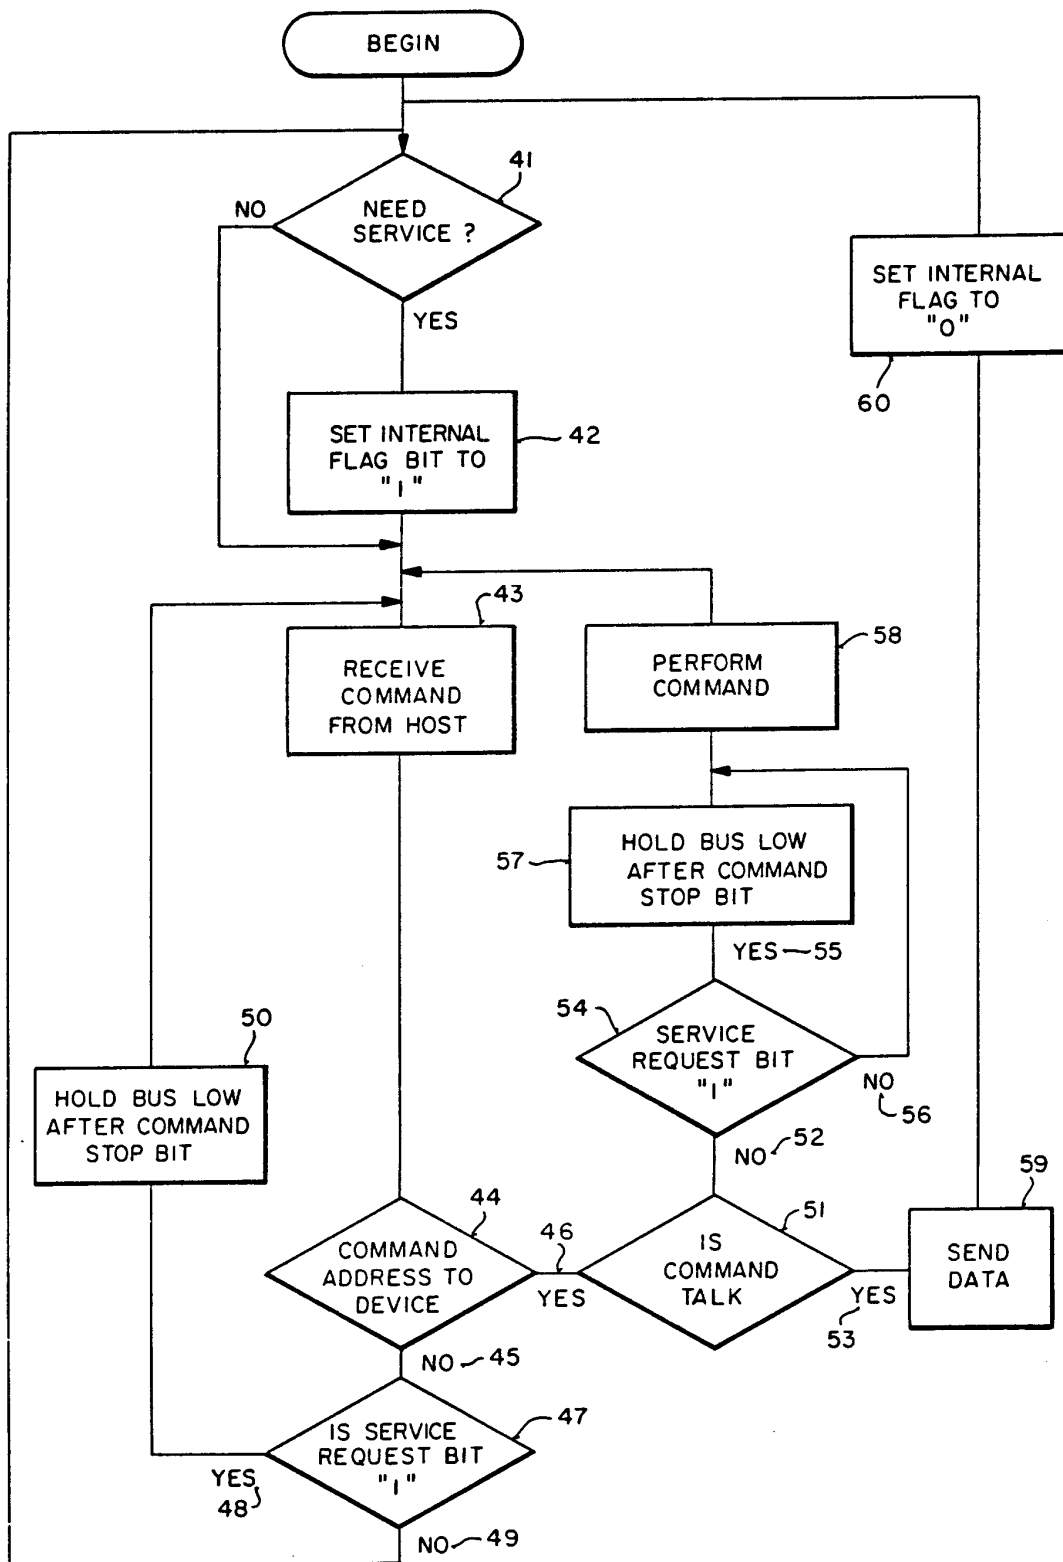 BEGIN
41
NEED
SERVICE ?
NO
YES
SET INTERNAL
FLAG TO
"O"
60
SET INTERNAL
FLAG BIT TO
"I"
42
43
RECEIVE
COMMAND
FROM HOST
PERFORM
COMMAND
58
HOLD BUS LOW
AFTER COMMAND
STOP BIT
57
YES
55
54
SERVICE
REQUEST BIT
"I"
NO
56
NO
52
50
HOLD BUS LOW
AFTER COMMAND
STOP BIT
44
COMMAND
ADDRESS TO
DEVICE
46
YES
51
IS
COMMAND
TALK
YES
53
59
SEND
DATA
NO
45
IS SERVICE
REQUEST BIT
"I"
47
YES
48
NO
49